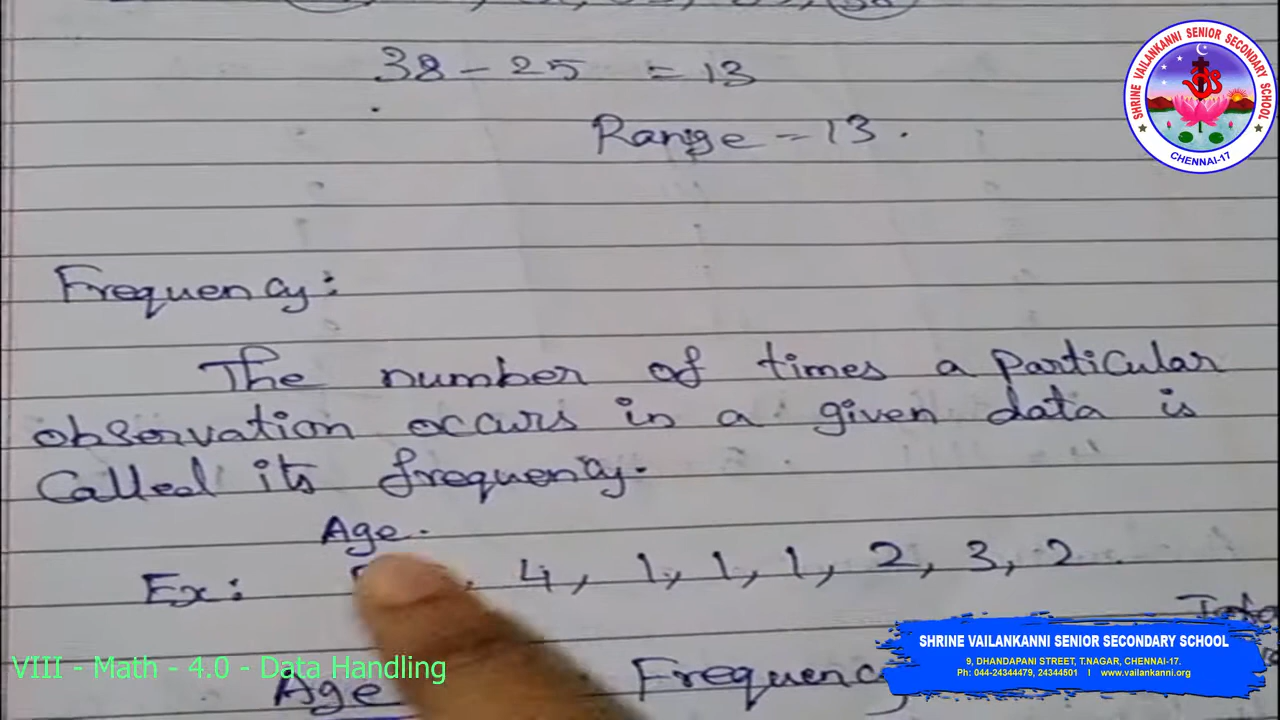 38 - 25 = 13
Range - 13.
Frequency:
The number of times a particular
observation occurs in a given data is
called its frequency.
Age.
Ex: , 4, 1, 1, 1, 2, 3, 2.
Age Frequency
SHRINE VAILANKANNI SENIOR SECONDARY SCHOOL
CHENNAI-17
VIII - Math - 4.0 - Data Handling
SHRINE VAILANKANNI SENIOR SECONDARY SCHOOL
9, DHANDAPANI STREET, T.NAGAR, CHENNAI-17.
Ph: 044-24344479, 24344501 I www.vailankanni.org